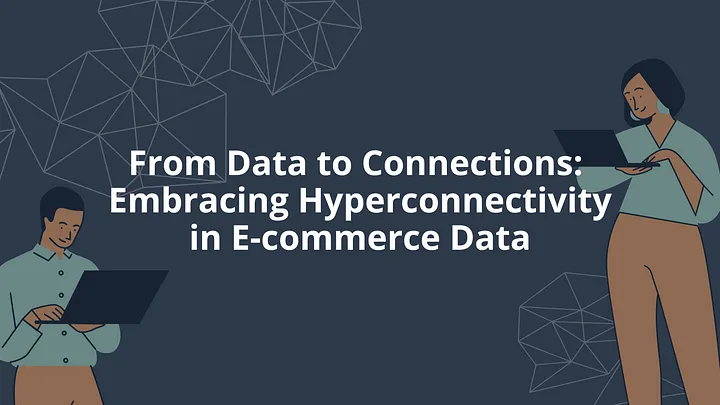 From Data to Connections:
Embracing Hyperconnectivity
in E-commerce Data